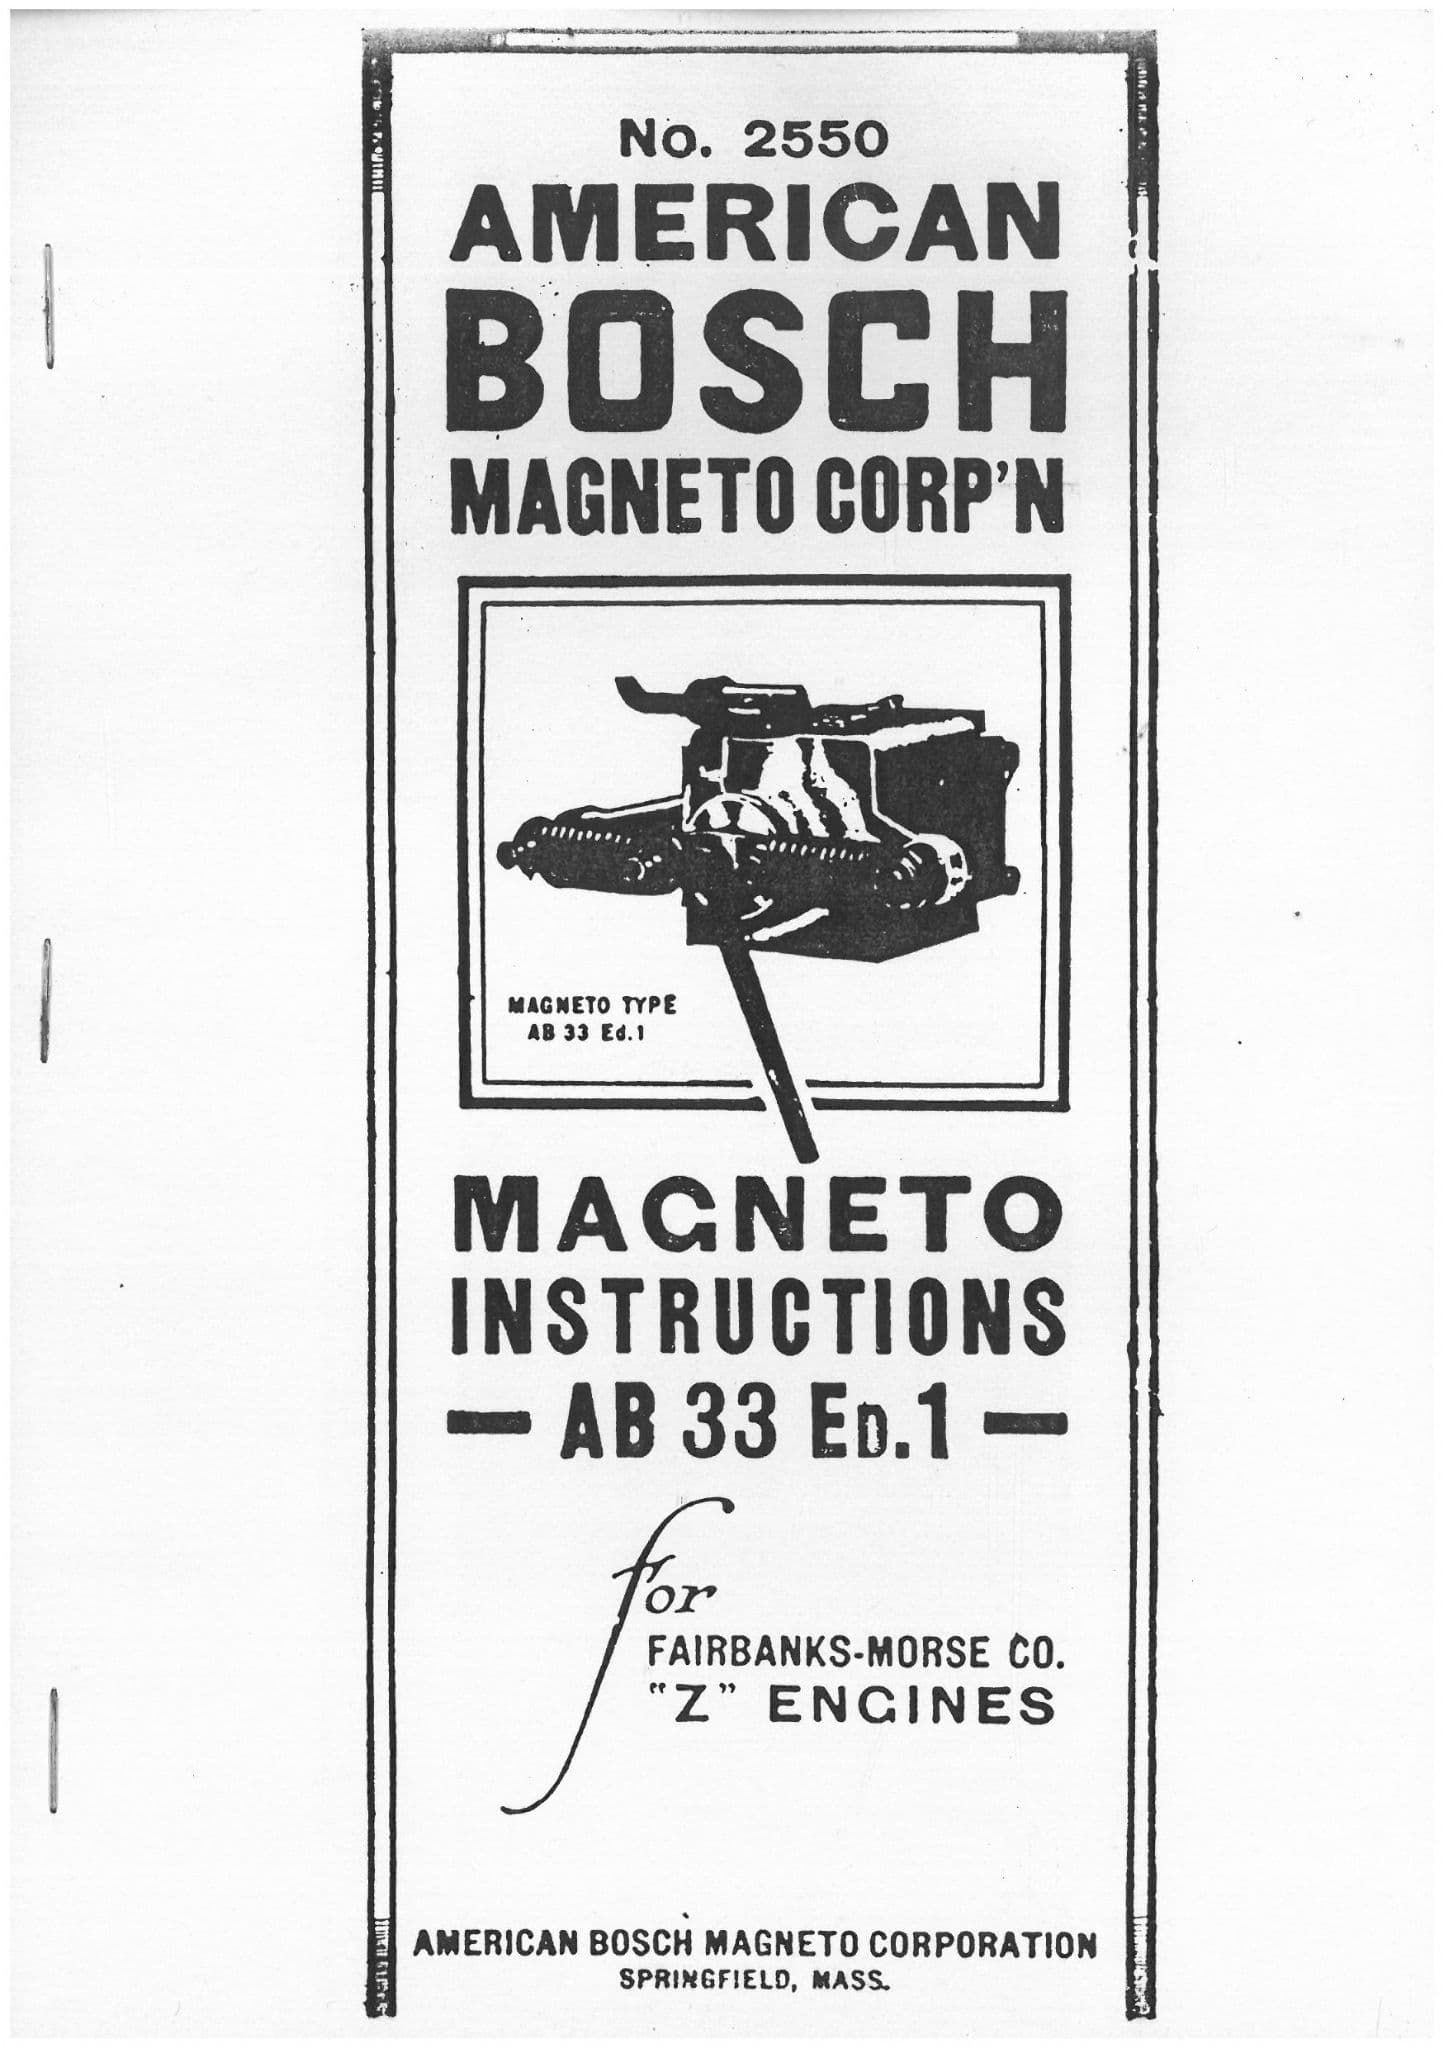 No. 2550
AMERICAN
BOSCH
MAGNETO CORP'N
MAGNETO TYPE
AB 33 Ed.1
MAGNETO
INSTRUCTIONS
— AB 33 ED.1 —
for
FAIRBANKS-MORSE CO.
"Z" ENGINES
AMERICAN BOSCH MAGNETO CORPORATION
SPRINGFIELD, MASS.